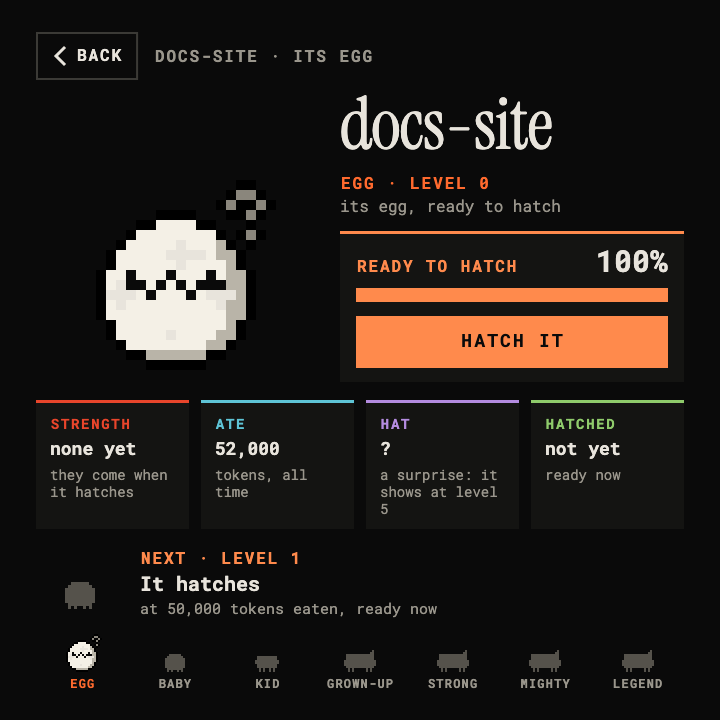 BACK
DOCS-SITE · ITS EGG
docs-site
EGG · LEVEL 0
its egg, ready to hatch
READY TO HATCH 100%
HATCH IT
STRENGTH
none yet
they come when
it hatches
ATE
52,000
tokens, all
time
HAT
?
a surprise: it
shows at level
5
HATCHED
not yet
ready now
NEXT · LEVEL 1
It hatches
at 50,000 tokens eaten, ready now
EGG
BABY
KID
GROWN-UP
STRONG
MIGHTY
LEGEND